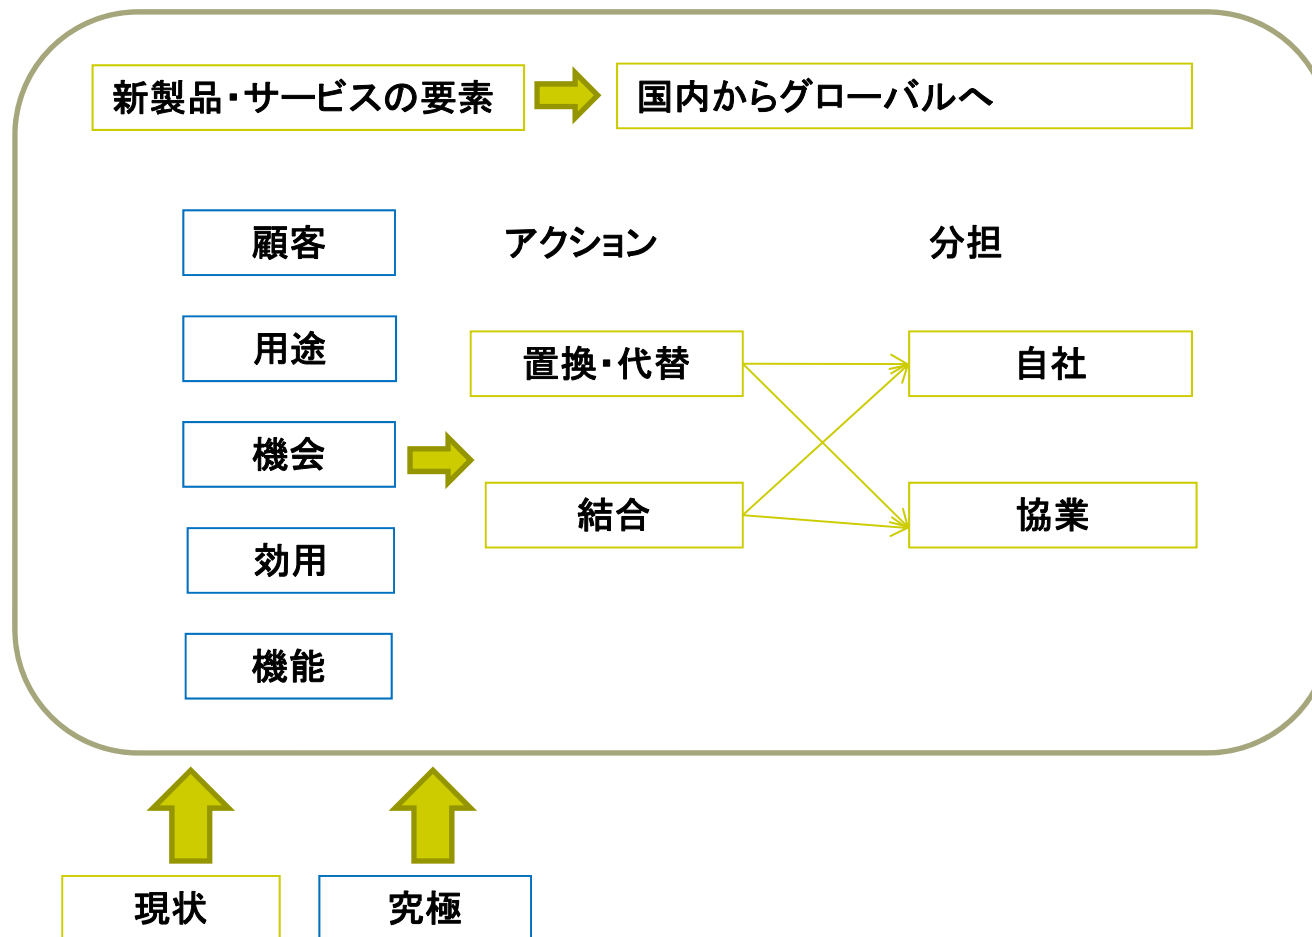 新製品・サービスの要素
国内からグローバルへ
顧客
アクション
分担
用途
置換・代替
自社
機会
結合
協業
効用
機能
現状
究極